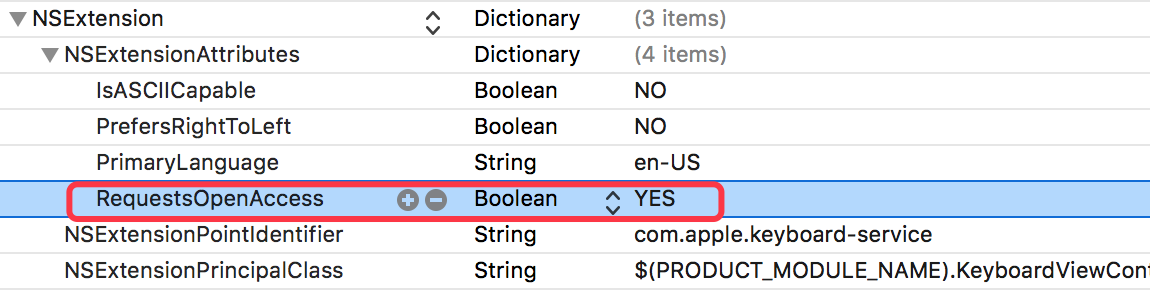 NSExtension Dictionary (3 items)
NSExtensionAttributes Dictionary (4 items)
IsASCIICapable Boolean NO
PrefersRightToLeft Boolean NO
PrimaryLanguage String en-US
RequestsOpenAccess Boolean YES
NSExtensionPointIdentifier String com.apple.keyboard-service
NSExtensionPrincipalClass String $(PRODUCT_MODULE_NAME).KeyboardViewCont